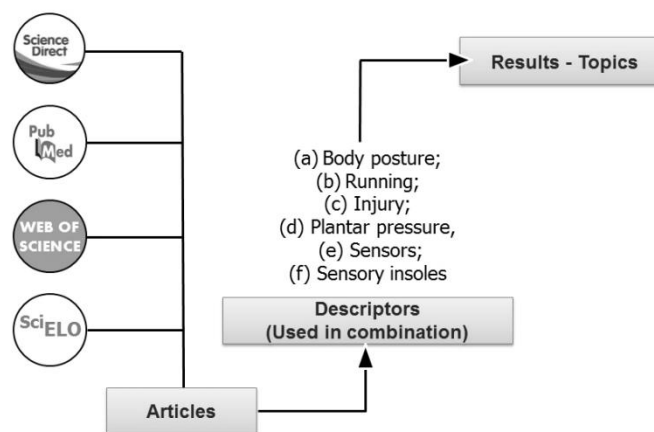 Science
Direct
Pub
Med
WEB OF
SCIENCE
SciELO
Articles
Results - Topics
(a) Body posture;
(b) Running;
(c) Injury;
(d) Plantar pressure,
(e) Sensors;
(f) Sensory insoles
Descriptors
(Used in combination)